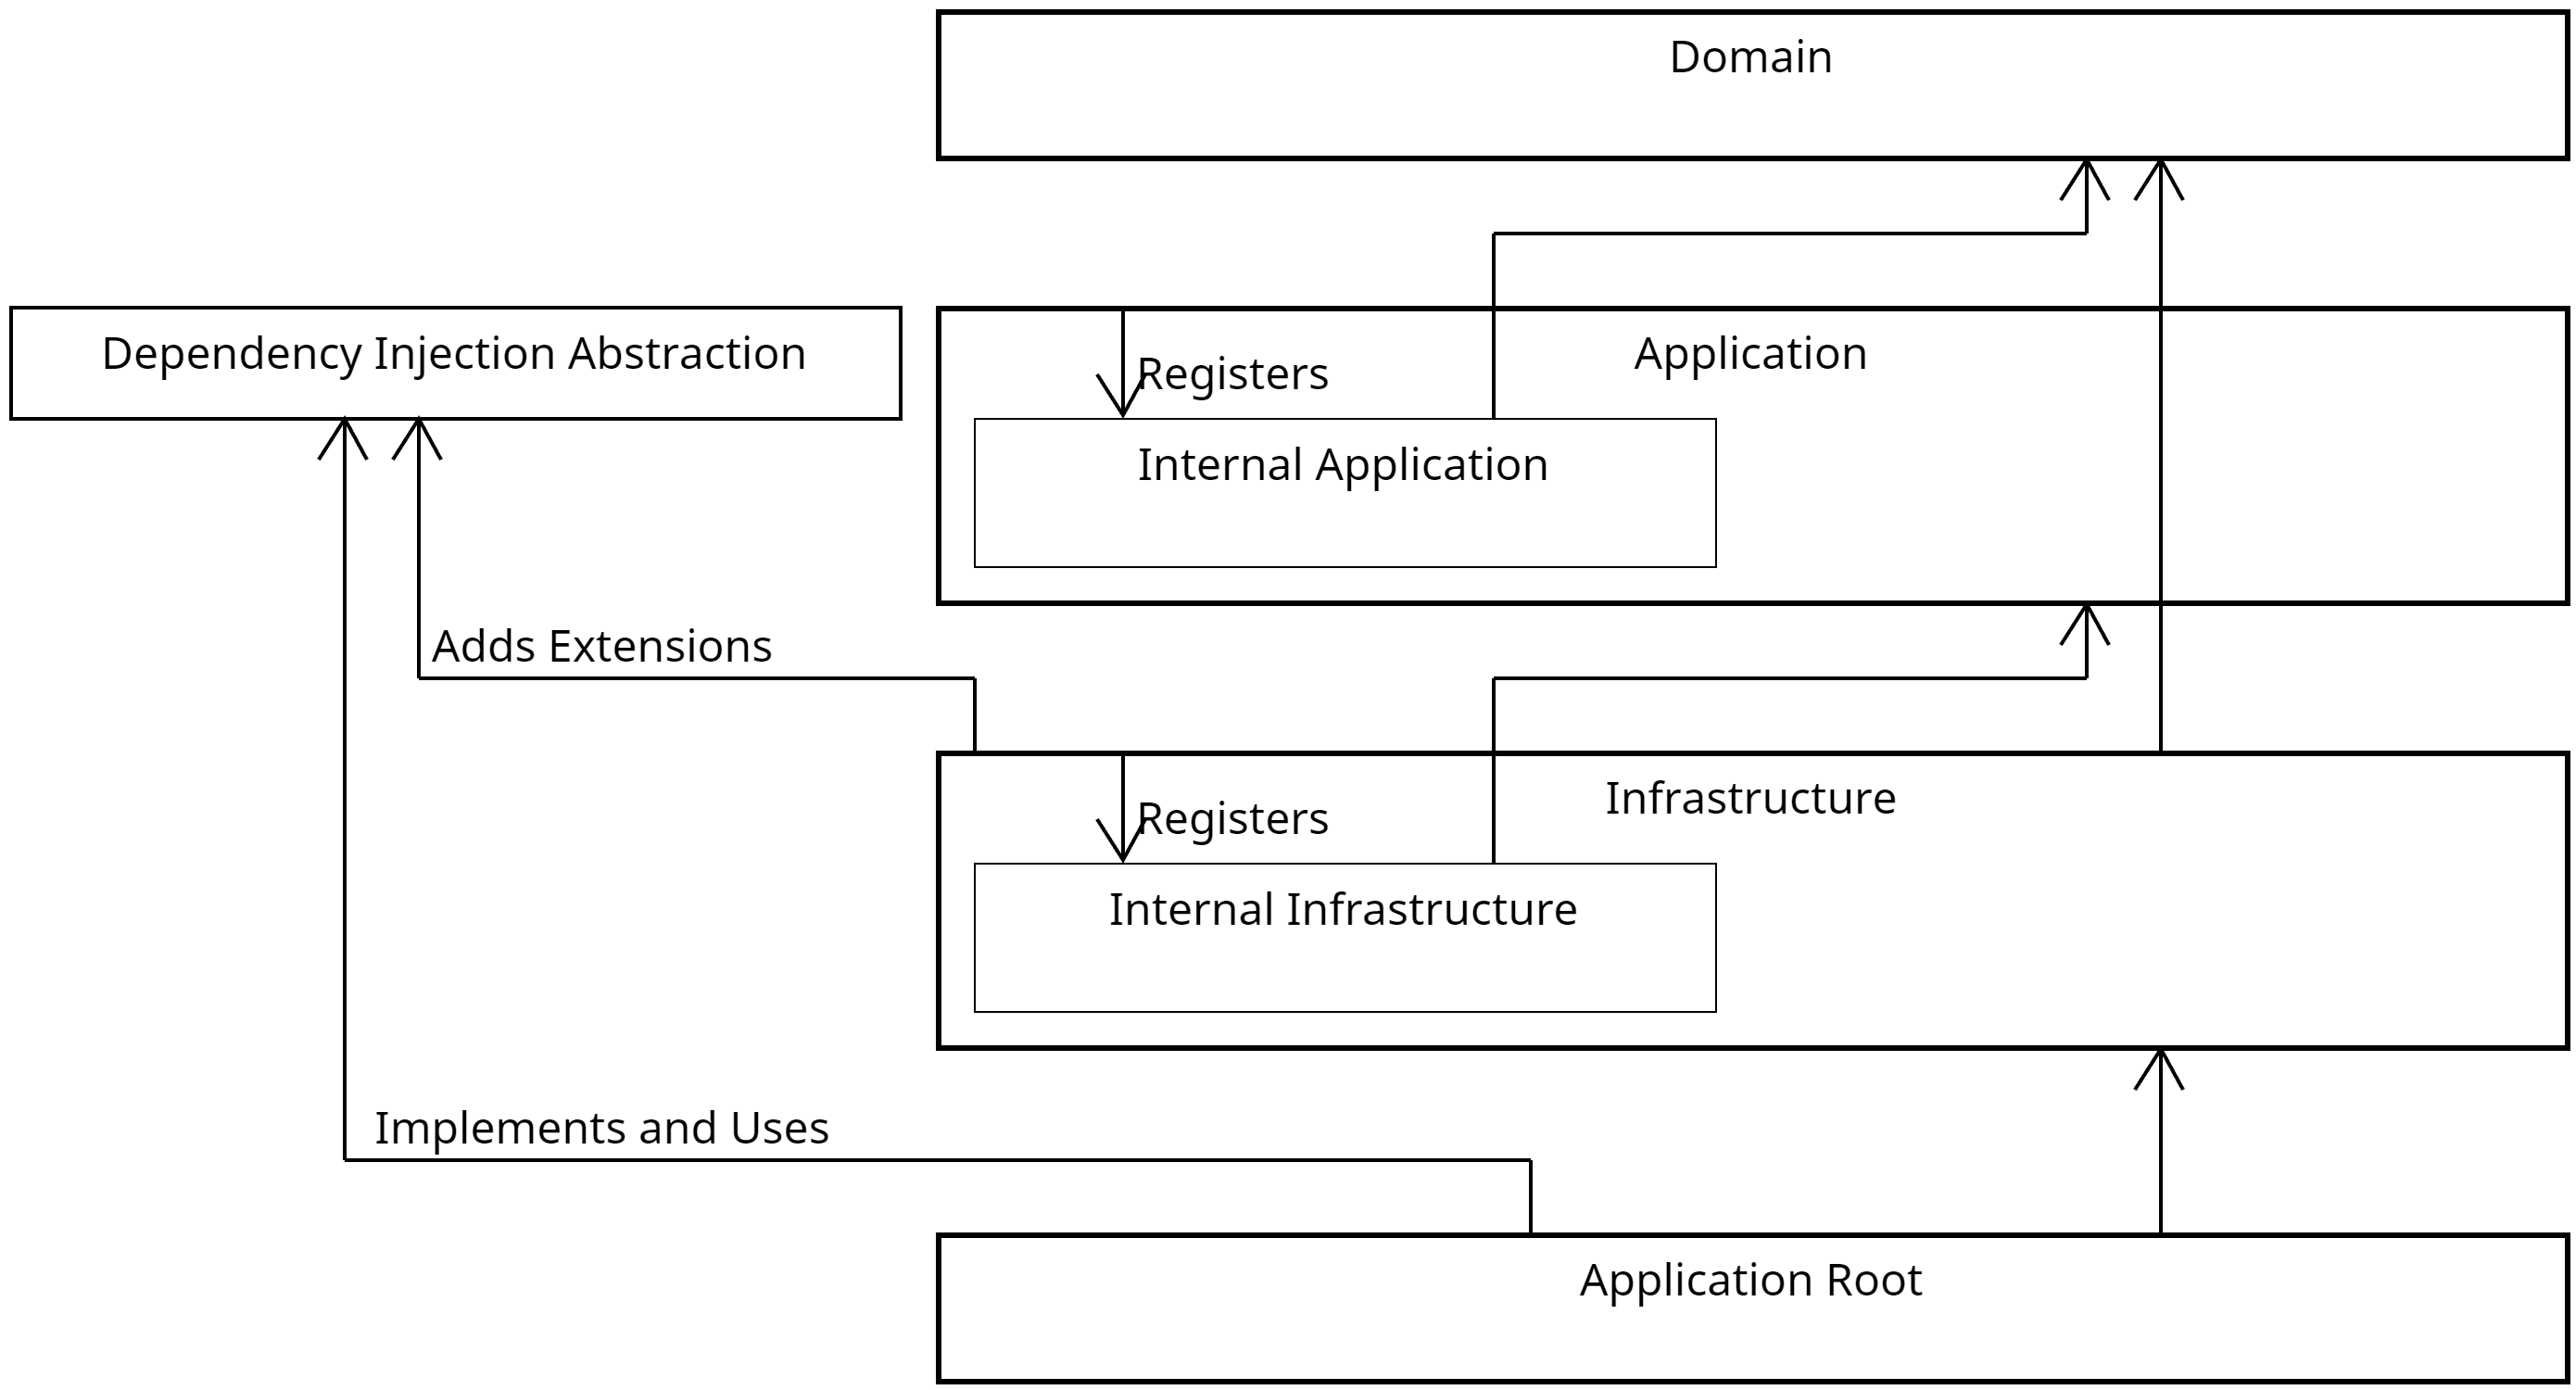 Domain
Dependency Injection Abstraction
Application
Registers
Internal Application
Adds Extensions
Infrastructure
Registers
Internal Infrastructure
Implements and Uses
Application Root